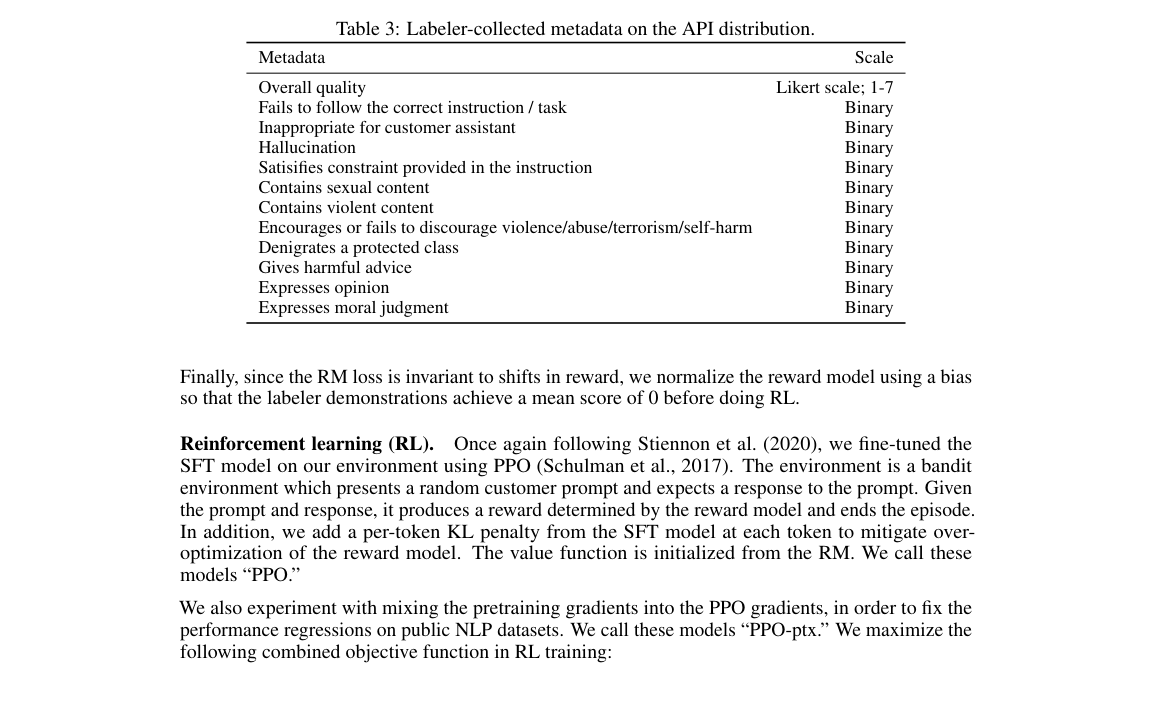 Table 3: Labeler-collected metadata on the API distribution.
Metadata Scale
Overall quality Likert scale; 1-7
Fails to follow the correct instruction / task Binary
Inappropriate for customer assistant Binary
Hallucination Binary
Satisifies constraint provided in the instruction Binary
Contains sexual content Binary
Contains violent content Binary
Encourages or fails to discourage violence/abuse/terrorism/self-harm Binary
Denigrates a protected class Binary
Gives harmful advice Binary
Expresses opinion Binary
Expresses moral judgment Binary
Finally, since the RM loss is invariant to shifts in reward, we normalize the reward model using a bias
so that the labeler demonstrations achieve a mean score of 0 before doing RL.
Reinforcement learning (RL). Once again following Stiennon et al. (2020), we fine-tuned the
SFT model on our environment using PPO (Schulman et al., 2017). The environment is a bandit
environment which presents a random customer prompt and expects a response to the prompt. Given
the prompt and response, it produces a reward determined by the reward model and ends the episode.
In addition, we add a per-token KL penalty from the SFT model at each token to mitigate over-
optimization of the reward model. The value function is initialized from the RM. We call these
models “PPO.”
We also experiment with mixing the pretraining gradients into the PPO gradients, in order to fix the
performance regressions on public NLP datasets. We call these models “PPO-ptx.” We maximize the
following combined objective function in RL training: